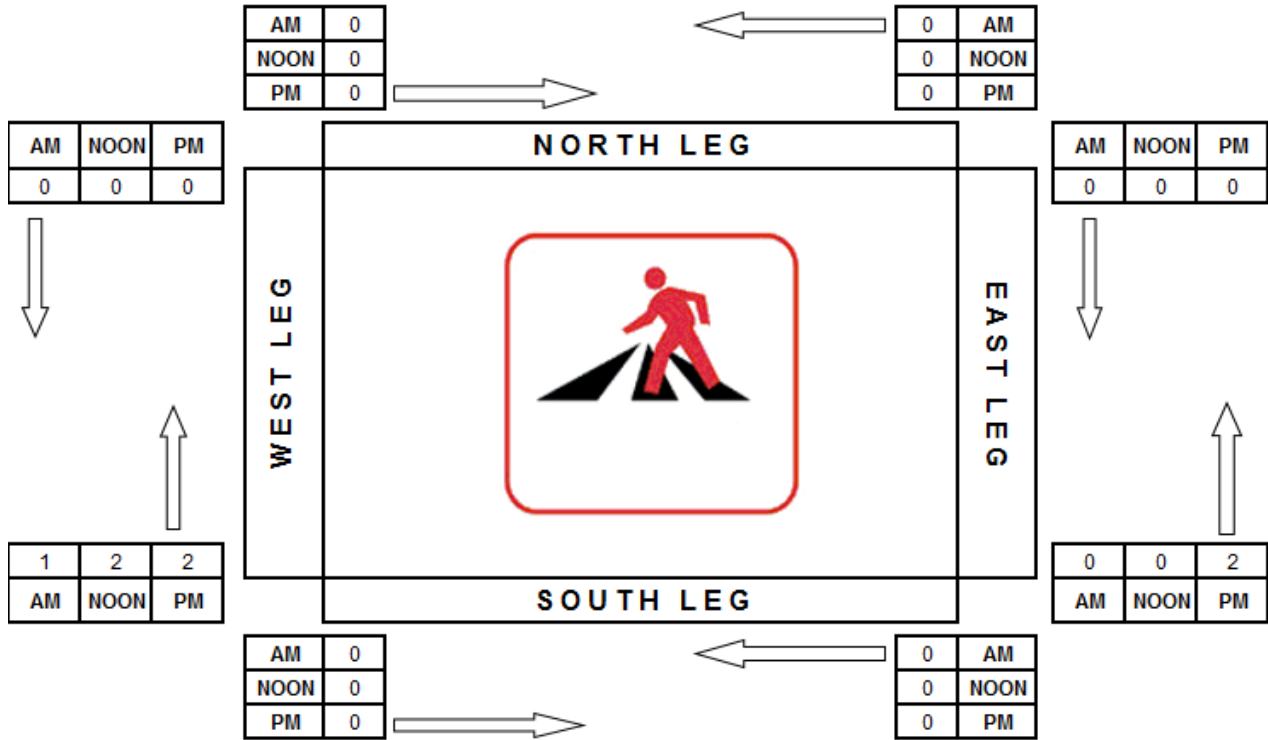 AM 0
NOON 0
PM 0
0 AM
0 NOON
0 PM
AM NOON PM
0 0 0
NORTH LEG
AM NOON PM
0 0 0
WEST LEG
EAST LEG
1 2 2
AM NOON PM
SOUTH LEG
0 0 2
AM NOON PM
AM 0
NOON 0
PM 0
0 AM
0 NOON
0 PM